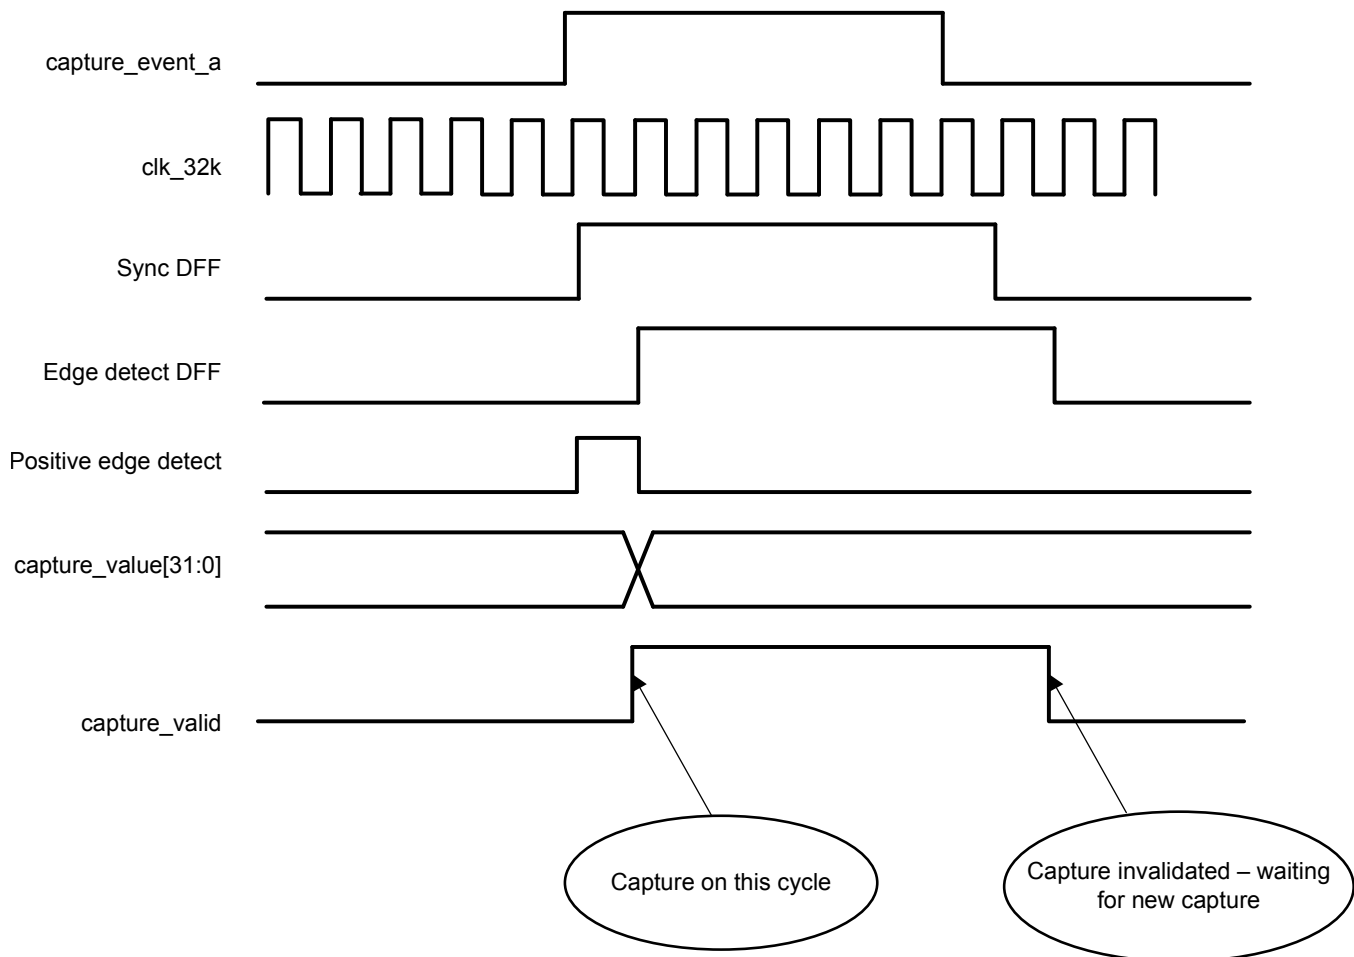 capture_event_a
clk_32k
Sync DFF
Edge detect DFF
Positive edge detect
capture_value[31:0]
capture_valid
Capture on this cycle
Capture invalidated – waiting
for new capture